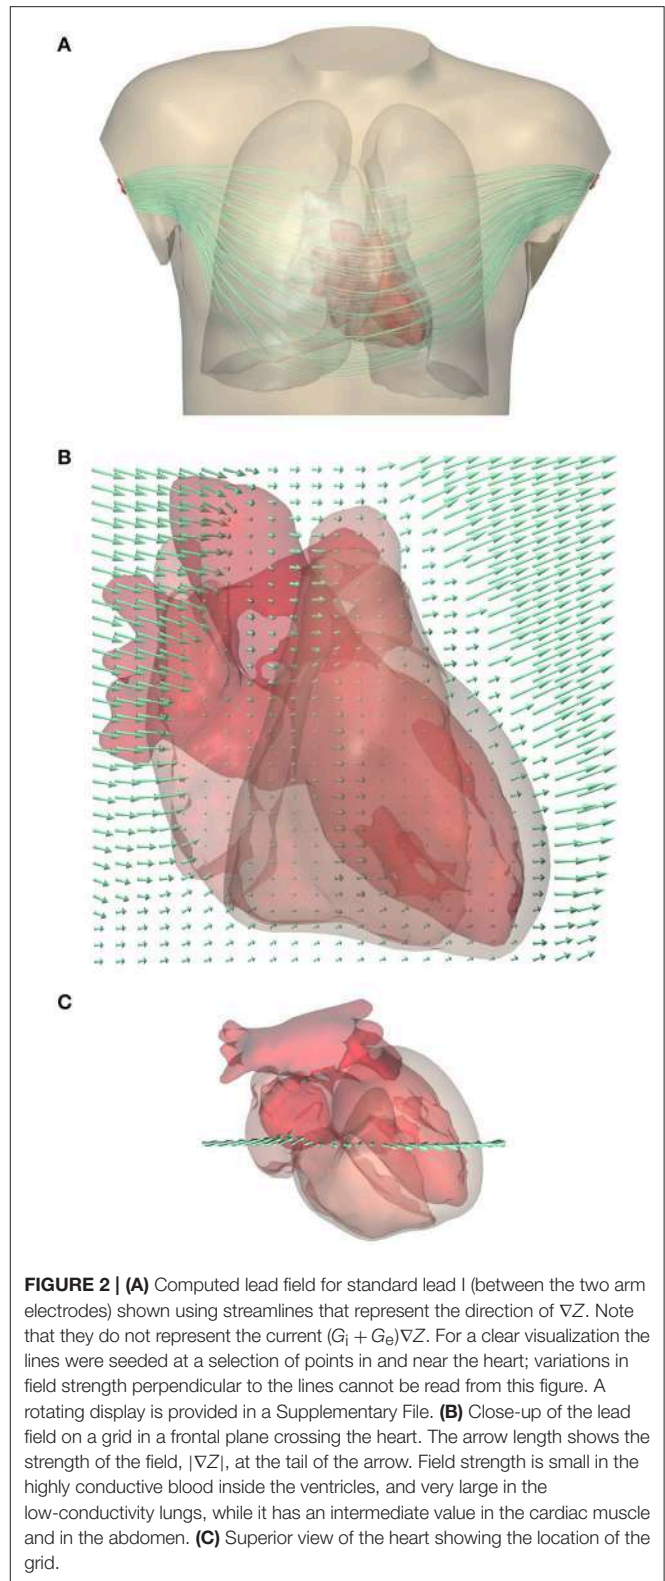 A
B
C
FIGURE 2 | (A) Computed lead field for standard lead I (between the two arm
electrodes) shown using streamlines that represent the direction of ∇Z. Note
that they do not represent the current (Gi + Ge)∇Z. For a clear visualization the
lines were seeded at a selection of points in and near the heart; variations in
field strength perpendicular to the lines cannot be read from this figure. A
rotating display is provided in a Supplementary File. (B) Close-up of the lead
field on a grid in a frontal plane crossing the heart. The arrow length shows the
strength of the field, |∇Z|, at the tail of the arrow. Field strength is small in the
highly conductive blood inside the ventricles, and very large in the
low-conductivity lungs, while it has an intermediate value in the cardiac muscle
and in the abdomen. (C) Superior view of the heart showing the location of the
grid.